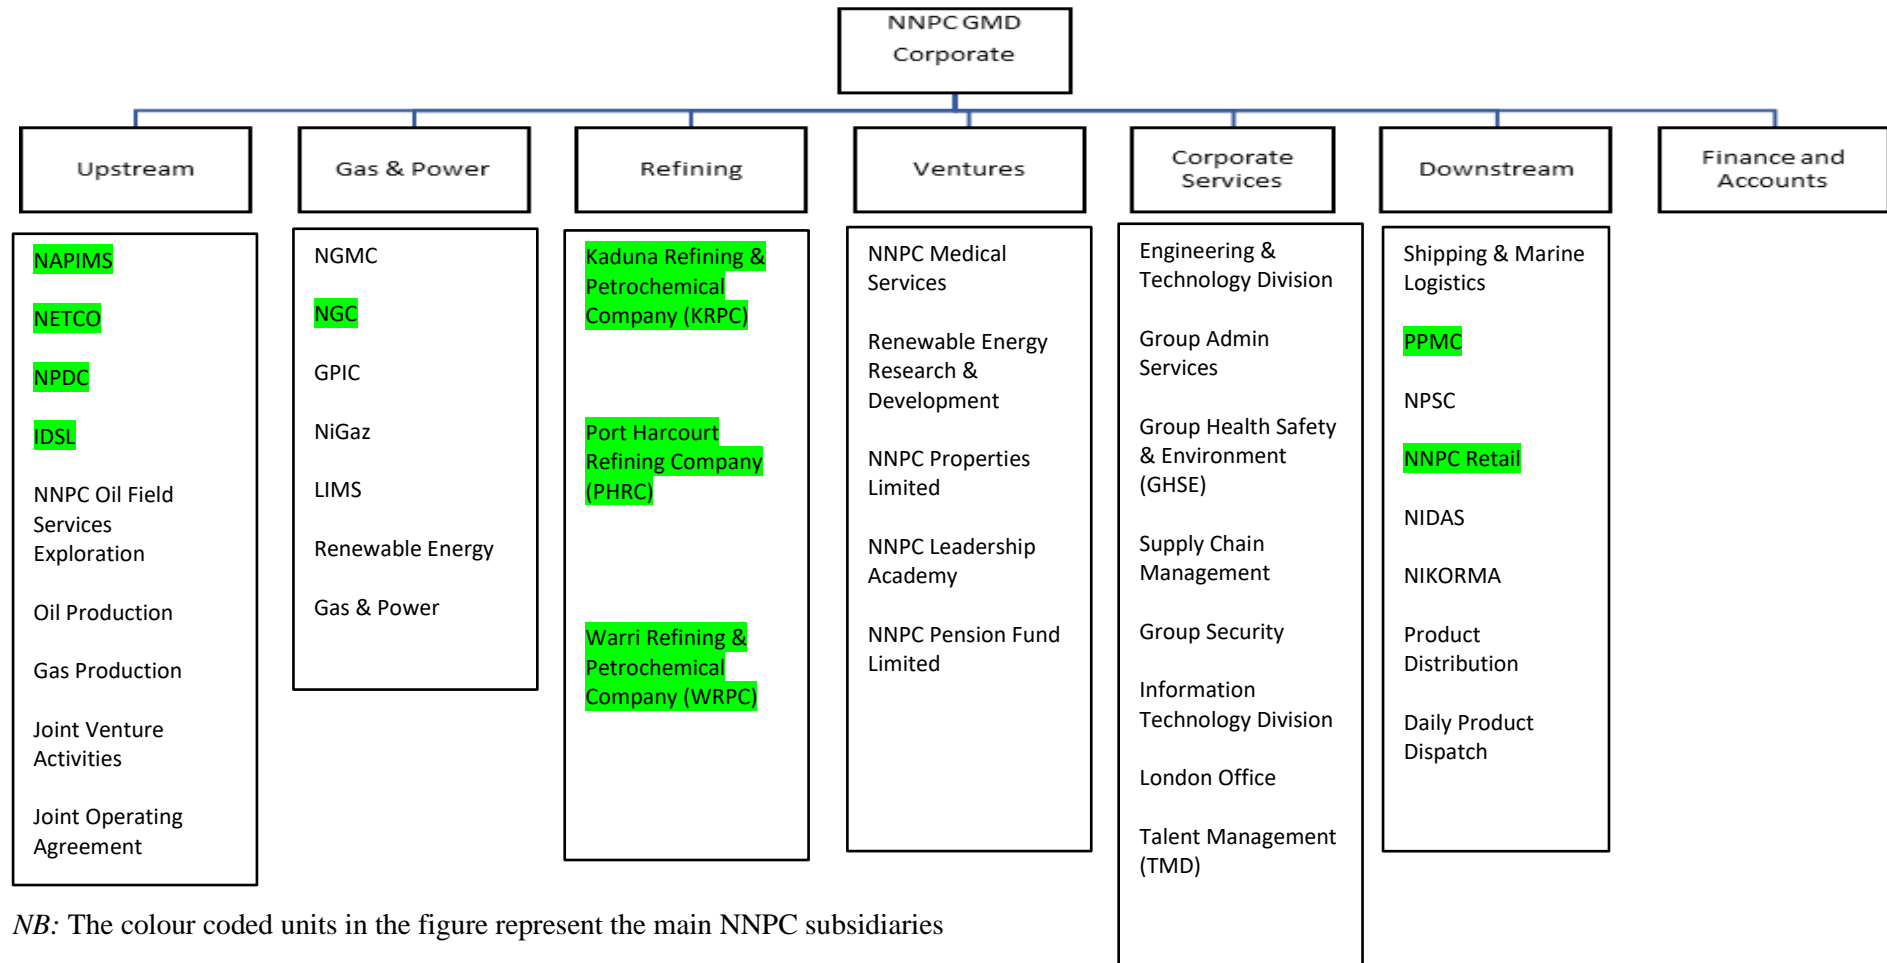 NNPC GMD
Corporate
Upstream
Gas & Power
Refining
Ventures
Corporate
Services
Downstream
Finance and
Accounts
NAPIMS
NETCO
NPDC
IDSL
NNPC Oil Field
Services
Exploration
Oil Production
Gas Production
Joint Venture
Activities
Joint Operating
Agreement
NGMC
NGC
GPIC
NiGaz
LIMS
Renewable Energy
Gas & Power
Kaduna Refining &
Petrochemical
Company (KRPC)
Port Harcourt
Refining Company
(PHRC)
Warri Refining &
Petrochemical
Company (WRPC)
NNPC Medical
Services
Renewable Energy
Research &
Development
NNPC Properties
Limited
NNPC Leadership
Academy
NNPC Pension Fund
Limited
Engineering &
Technology Division
Group Admin
Services
Group Health Safety
& Environment
(GHSE)
Supply Chain
Management
Group Security
Information
Technology Division
London Office
Talent Management
(TMD)
Shipping & Marine
Logistics
PPMC
NPSC
NNPC Retail
NIDAS
NIKORMA
Product
Distribution
Daily Product
Dispatch
NB: The colour coded units in the figure represent the main NNPC subsidiaries